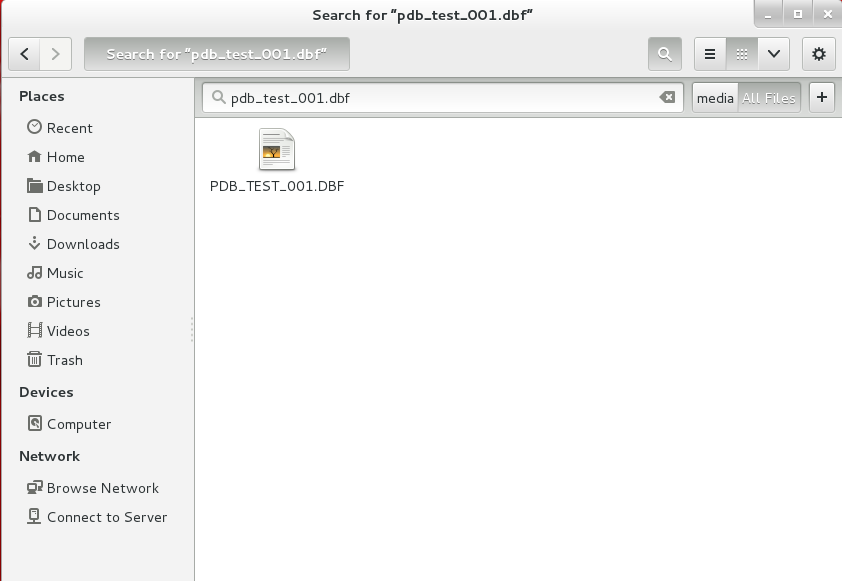 Search for "pdb_test_001.dbf"
Search for "pdb_test_001.dbf"
Places
Recent
Home
Desktop
Documents
Downloads
Music
Pictures
Videos
Trash
Devices
Computer
Network
Browse Network
Connect to Server
pdb_test_001.dbf
media
All Files
+
PDB_TEST_001.DBF